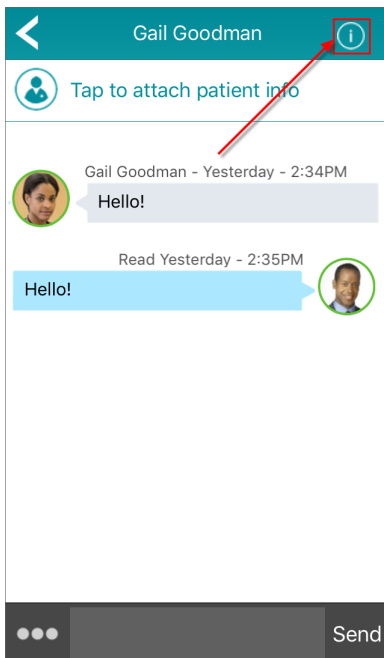 Gail Goodman
Tap to attach patient info
Gail Goodman - Yesterday - 2:34PM
Hello!
Read Yesterday - 2:35PM
Hello!
Send